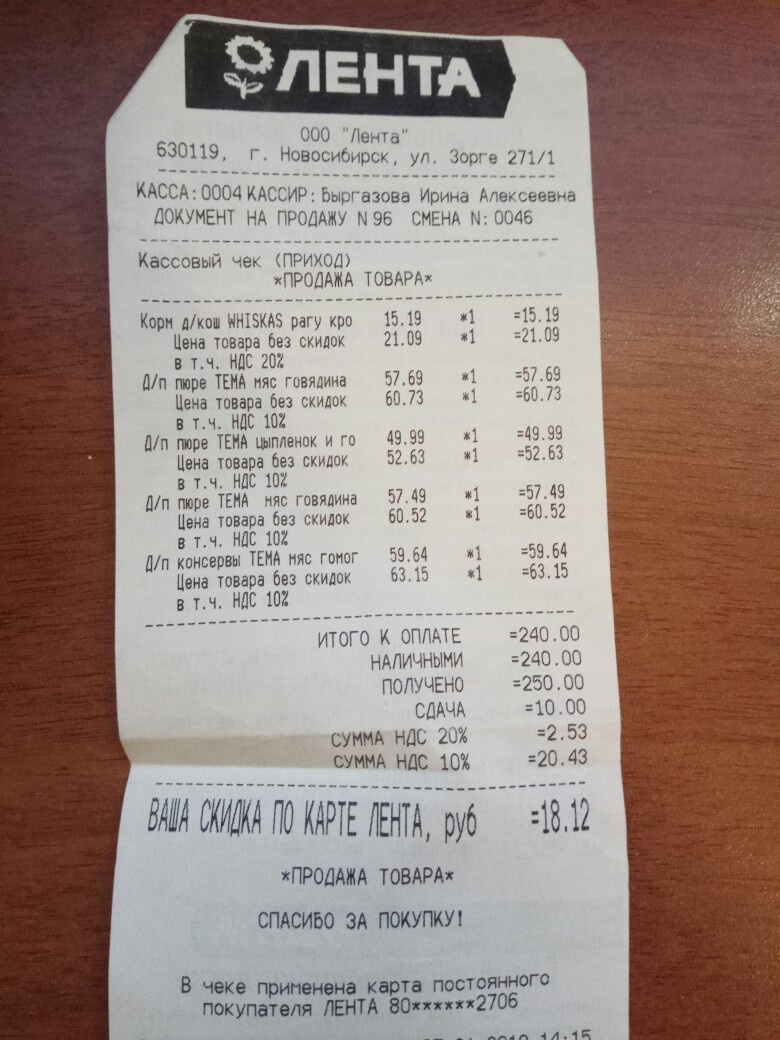 ЛЕНТА
ООО "Лента"
630119, г. Новосибирск, ул. Зорге 271/1
КАССА: 0004 КАССИР: Быргазова Ирина Алексеевна
ДОКУМЕНТ НА ПРОДАЖУ N 96 СМЕНА N: 0046
Кассовый чек (ПРИХОД)
*ПРОДАЖА ТОВАРА*
Корм д/кош WHISKAS рагу кро 15.19 *1 =15.19
Цена товара без скидок 21.09 *1 =21.09
в т.ч. НДС 20%
Д/п пюре ТЕМА мяс говядина 57.69 *1 =57.69
Цена товара без скидок 60.73 *1 =60.73
в т.ч. НДС 10%
Д/п пюре ТЕМА цыпленок и го 49.99 *1 =49.99
Цена товара без скидок 52.63 *1 =52.63
в т.ч. НДС 10%
Д/п пюре ТЕМА мяс говядина 57.49 *1 =57.49
Цена товара без скидок 60.52 *1 =60.52
в т.ч. НДС 10%
Д/п консервы ТЕМА мяс гомог 59.64 *1 =59.64
Цена товара без скидок 63.15 *1 =63.15
в т.ч. НДС 10%
ИТОГО К ОПЛАТЕ =240.00
НАЛИЧНЫМИ =240.00
ПОЛУЧЕНО =250.00
СДАЧА =10.00
СУММА НДС 20% =2.53
СУММА НДС 10% =20.43
ВАША СКИДКА ПО КАРТЕ ЛЕНТА, руб =18.12
*ПРОДАЖА ТОВАРА*
СПАСИБО ЗА ПОКУПКУ!
В чеке применена карта постоянного
покупателя ЛЕНТА 80******2706
14:15